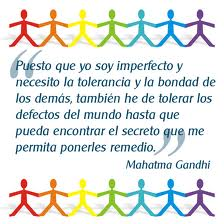 “Puesto que yo soy imperfecto y
necesito la tolerancia y la bondad de
los demás, también he de tolerar los
defectos del mundo hasta que
pueda encontrar el secreto que me
permita ponerles remedio.”
Mahatma Gandhi